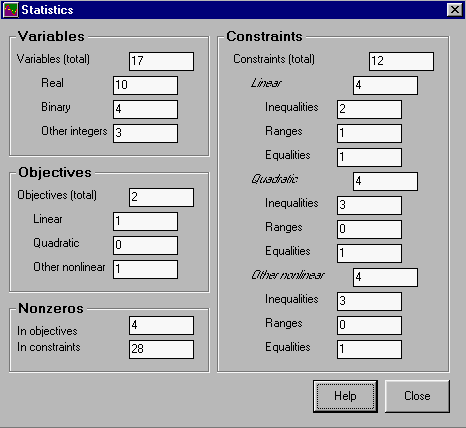 Statistics
Variables
Variables (total) 17
Real 10
Binary 4
Other integers 3
Objectives
Objectives (total) 2
Linear 1
Quadratic 0
Other nonlinear 1
Nonzeros
In objectives 4
In constraints 28
Constraints
Constraints (total) 12
Linear 4
Inequalities 2
Ranges 1
Equalities 1
Quadratic 4
Inequalities 3
Ranges 0
Equalities 1
Other nonlinear 4
Inequalities 3
Ranges 0
Equalities 1
Help Close